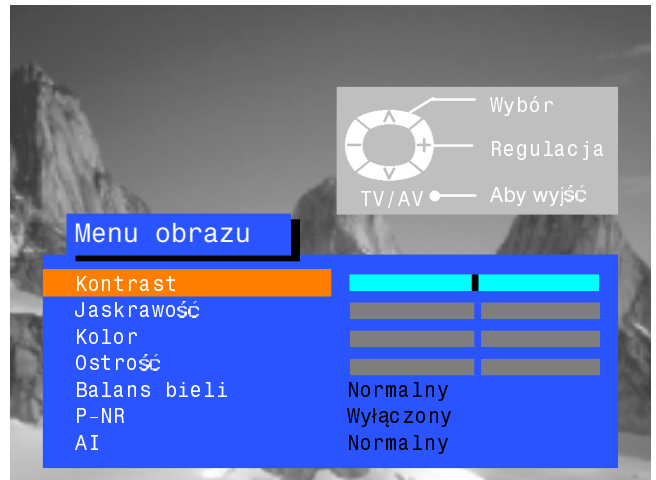 Wybór
Regulacja
TV/AV Aby wyjść
Menu obrazu
Kontrast
Jaskrawość
Kolor
Ostrość
Balans bieli Normalny
P-NR Wyłączony
AI Normalny